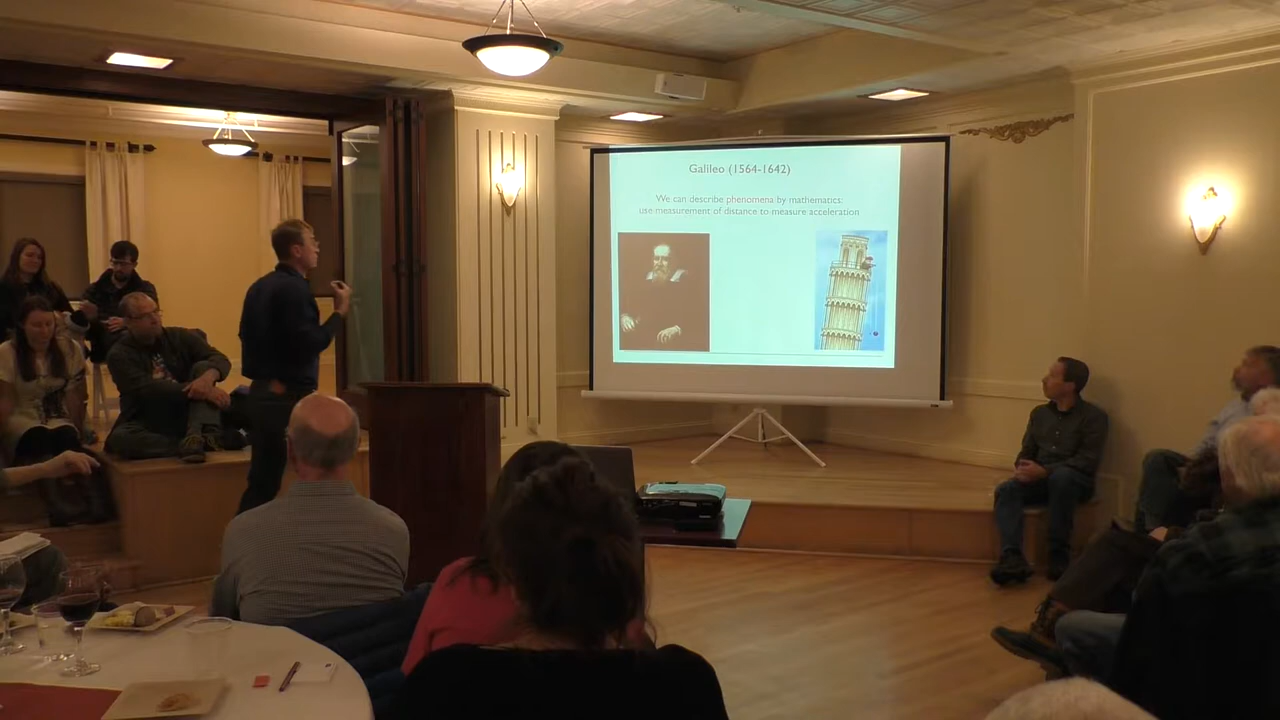 Galileo (1564-1642)
We can describe phenomena by mathematics:
use measurement of distance to measure acceleration